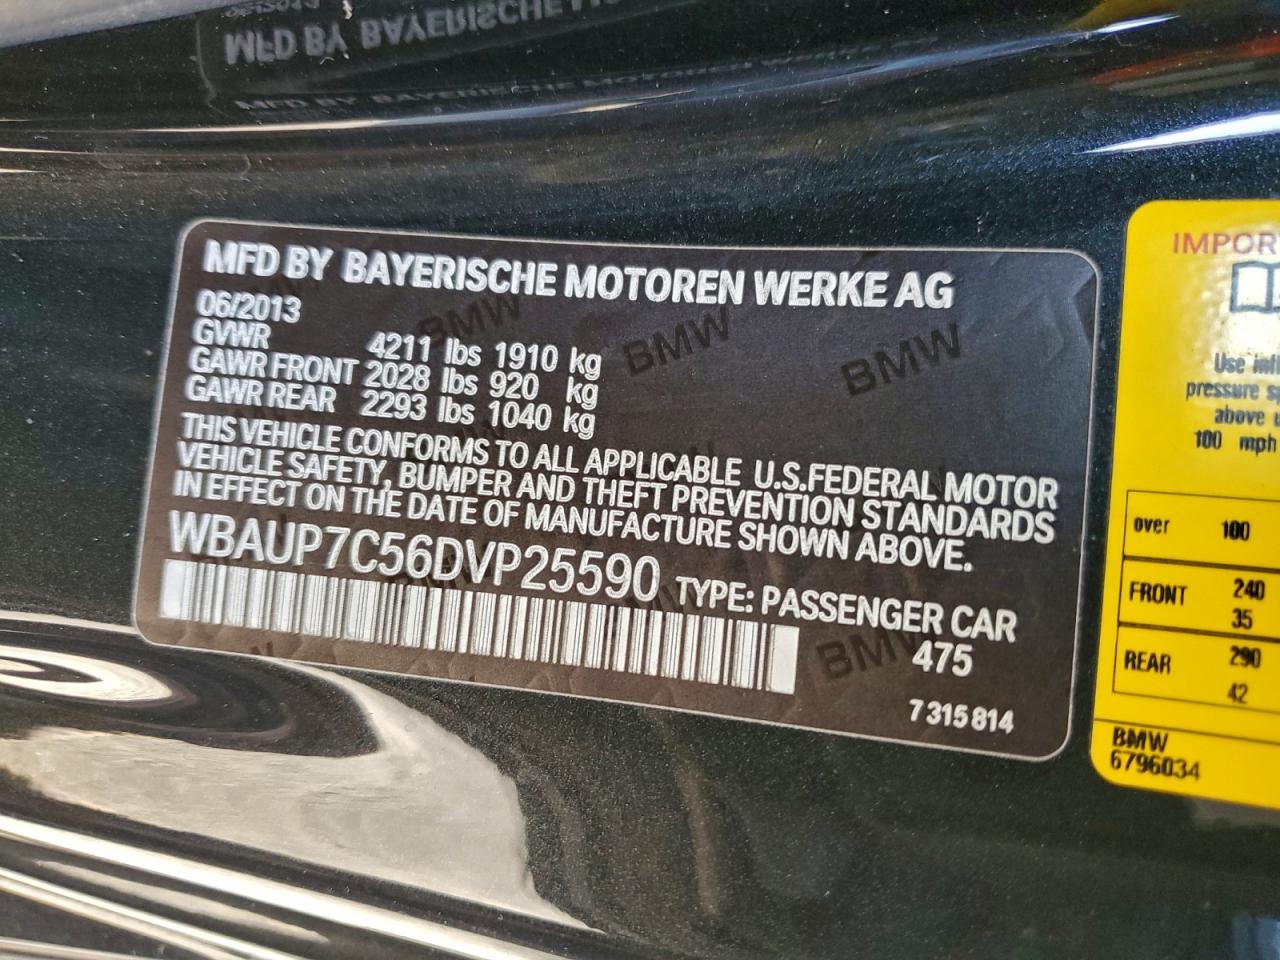 MFD BY BAYERISCHE
MFD BY BAYERISCHE MOTOREN
MFD BY BAYERISCHE MOTOREN WERKE AG
06/2013
GVWR 4211 lbs 1910 kg
GAWR FRONT 2028 lbs 920 kg
GAWR REAR 2293 lbs 1040 kg
THIS VEHICLE CONFORMS TO ALL APPLICABLE U.S.FEDERAL MOTOR
VEHICLE SAFETY, BUMPER AND THEFT PREVENTION STANDARDS
IN EFFECT ON THE DATE OF MANUFACTURE SHOWN ABOVE.
WBAUP7C56DVP25590 TYPE: PASSENGER CAR
475
7 315 814
BMW BMW BMW
BMW
Use
pressure
above
100 mph
over 100
FRONT 240
35
REAR 290
42
BMW
6796034